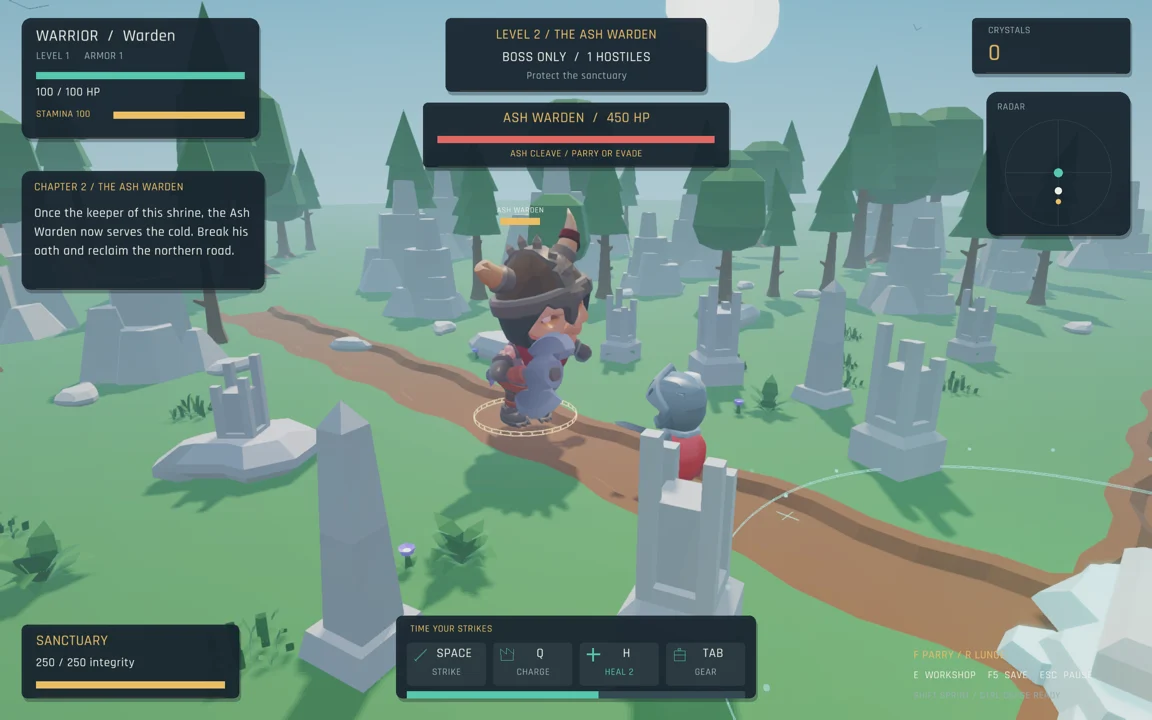 WARRIOR / Warden
LEVEL 1 ARMOR 1
100 / 100 HP
STAMINA 100
CHAPTER 2 / THE ASH WARDEN
Once the keeper of this shrine, the Ash
Warden now serves the cold. Break his
oath and reclaim the northern road.
LEVEL 2 / THE ASH WARDEN
BOSS ONLY / 1 HOSTILES
Protect the sanctuary
ASH WARDEN / 450 HP
ASH CLEAVE / PARRY OR EVADE
ASH WARDEN
CRYSTALS
0
RADAR
SANCTUARY
250 / 250 integrity
TIME YOUR STRIKES
SPACE
STRIKE
Q
CHARGE
H
HEAL 2
TAB
GEAR
F PARRY / R LUNGE
E WORKSHOP F5 SAVE ESC PAUSE